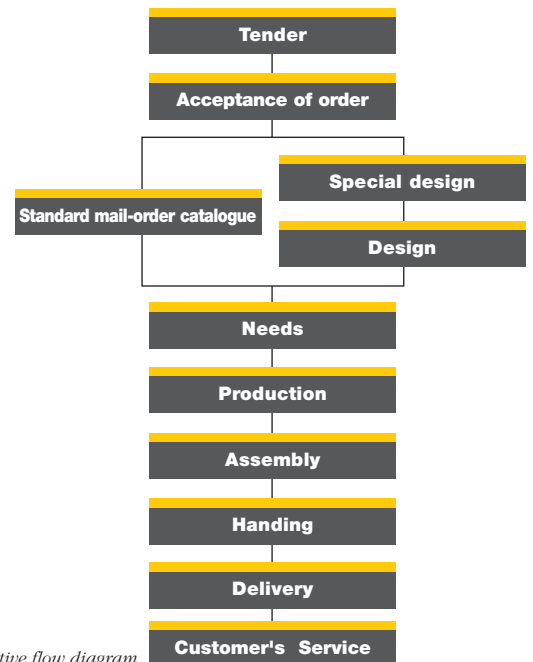 Tender
Acceptance of order
Special design
Standard mail-order catalogue
Design
Needs
Production
Assembly
Handing
Delivery
Customer's Service
flow diagram